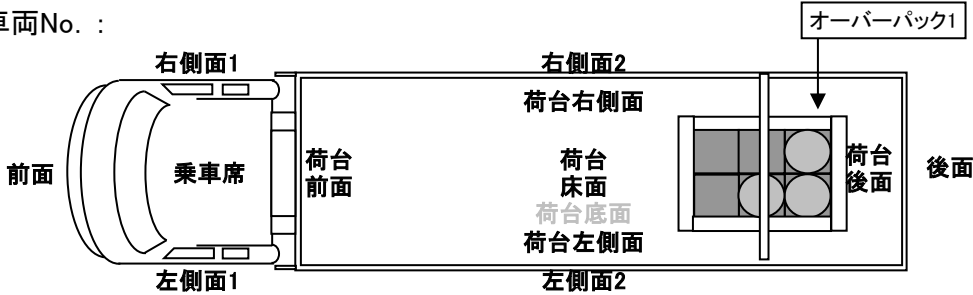 車両No. :
オーバーパック1
右側面1
右側面2
荷台右側面
前面
乗車席
荷台
前面
荷台
床面
荷台底面
荷台左側面
荷台
後面
後面
左側面1
左側面2